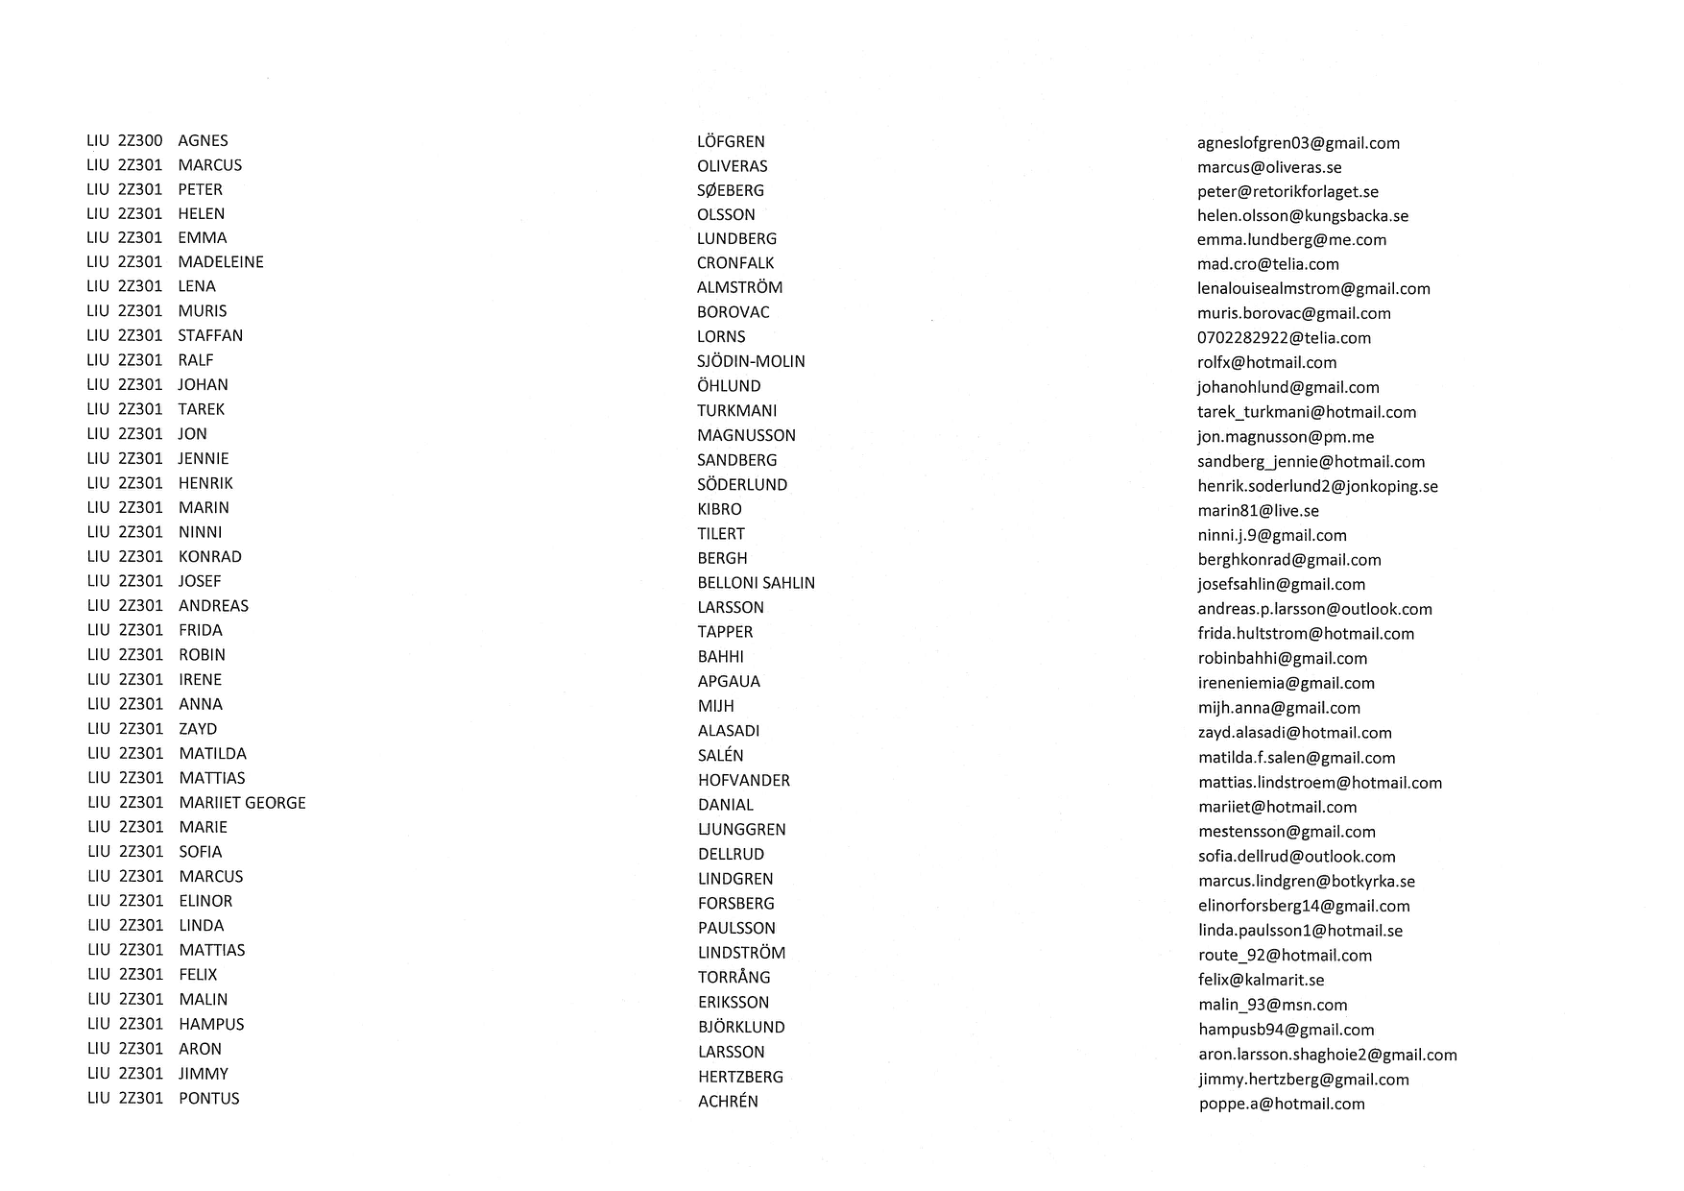 LIU 2Z300 AGNES LÖFGREN agneslofgren03@gmail.com
LIU 2Z301 MARCUS OLIVERAS marcus@oliveras.se
LIU 2Z301 PETER SØEBERG peter@retorikforlaget.se
LIU 2Z301 HELEN OLSSON helen.olsson@kungsbacka.se
LIU 2Z301 EMMA LUNDBERG emma.lundberg@me.com
LIU 2Z301 MADELEINE CRONFALK mad.cro@telia.com
LIU 2Z301 LENA ALMSTRÖM lenalouisealmstrom@gmail.com
LIU 2Z301 MURIS BOROVAC muris.borovac@gmail.com
LIU 2Z301 STAFFAN LORNS 0702282922@telia.com
LIU 2Z301 RALF SJÖDIN-MOLIN rolfx@hotmail.com
LIU 2Z301 JOHAN ÖHLUND johanohlund@gmail.com
LIU 2Z301 TAREK TURKMANI tarek_turkmani@hotmail.com
LIU 2Z301 JON MAGNUSSON jon.magnusson@pm.me
LIU 2Z301 JENNIE SANDBERG sandberg_jennie@hotmail.com
LIU 2Z301 HENRIK SÖDERLUND henrik.soderlund2@jonkoping.se
LIU 2Z301 MARIN KIBRO marin81@live.se
LIU 2Z301 NINNI TILERT ninni.j.9@gmail.com
LIU 2Z301 KONRAD BERGH berghkonrad@gmail.com
LIU 2Z301 JOSEF BELLONI SAHLIN josefsahlin@gmail.com
LIU 2Z301 ANDREAS LARSSON andreas.p.larsson@outlook.com
LIU 2Z301 FRIDA TAPPER frida.hultstrom@hotmail.com
LIU 2Z301 ROBIN BAHHI robinbahhi@gmail.com
LIU 2Z301 IRENE APGAUA ireneniemia@gmail.com
LIU 2Z301 ANNA MIJH mijh.anna@gmail.com
LIU 2Z301 ZAYD ALASADI zayd.alasadi@hotmail.com
LIU 2Z301 MATILDA SALÉN matilda.f.salen@gmail.com
LIU 2Z301 MATTIAS HOFVANDER mattias.lindstroem@hotmail.com
LIU 2Z301 MARIIET GEORGE DANIAL mariiet@hotmail.com
LIU 2Z301 MARIE LJUNGGREN mestensson@gmail.com
LIU 2Z301 SOFIA DELLRUD sofia.dellrud@outlook.com
LIU 2Z301 MARCUS LINDGREN marcus.lindgren@botkyrka.se
LIU 2Z301 ELINOR FORSBERG elinorforsberg14@gmail.com
LIU 2Z301 LINDA PAULSSON linda.paulsson1@hotmail.se
LIU 2Z301 MATTIAS LINDSTRÖM route_92@hotmail.com
LIU 2Z301 FELIX TORRÅNG felix@kalmarit.se
LIU 2Z301 MALIN ERIKSSON malin_93@msn.com
LIU 2Z301 HAMPUS BJÖRKLUND hampusb94@gmail.com
LIU 2Z301 ARON LARSSON aron.larsson.shaghoie2@gmail.com
LIU 2Z301 JIMMY HERTZBERG jimmy.hertzberg@gmail.com
LIU 2Z301 PONTUS ACHRÉN poppe.a@hotmail.com